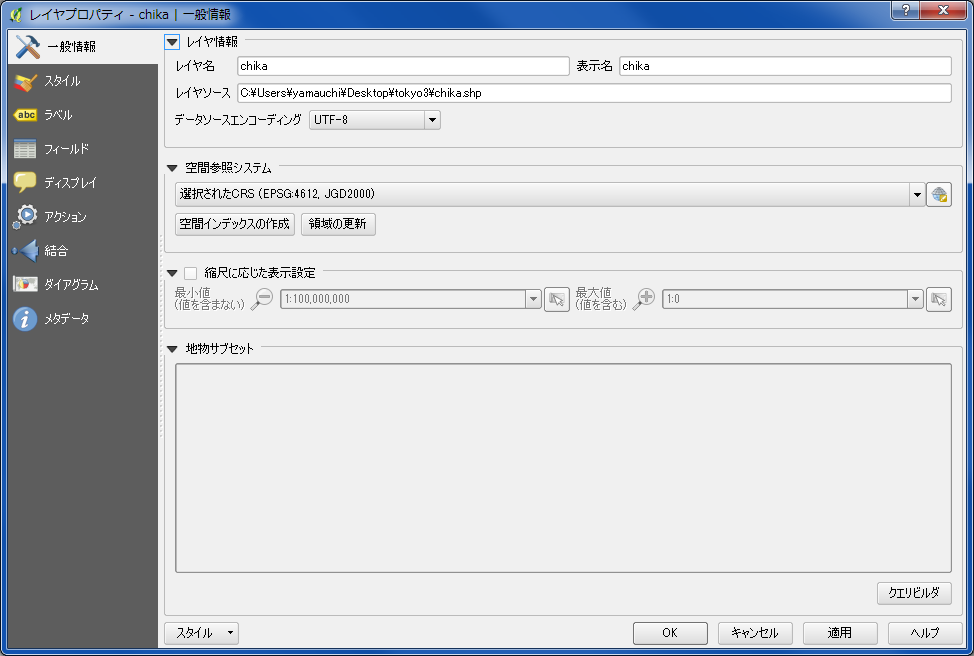 レイヤプロパティ - chika | 一般情報
?
一般情報
スタイル
abc ラベル
フィールド
ディスプレイ
アクション
結合
ダイアグラム
i メタデータ
レイヤ情報
レイヤ名 chika 表示名 chika
レイヤソース C:¥Users¥yamauchi¥Desktop¥tokyo3¥chika.shp
データソースエンコーディング UTF-8
空間参照システム
選択されたCRS (EPSG:4612, JGD2000)
空間インデックスの作成 領域の更新
縮尺に応じた表示設定
最小値
(値を含まない) 1:100,000,000
最大値
(値を含む) 1:0
地物サブセット
クエリビルダ
スタイル OK キャンセル 適用 ヘルプ